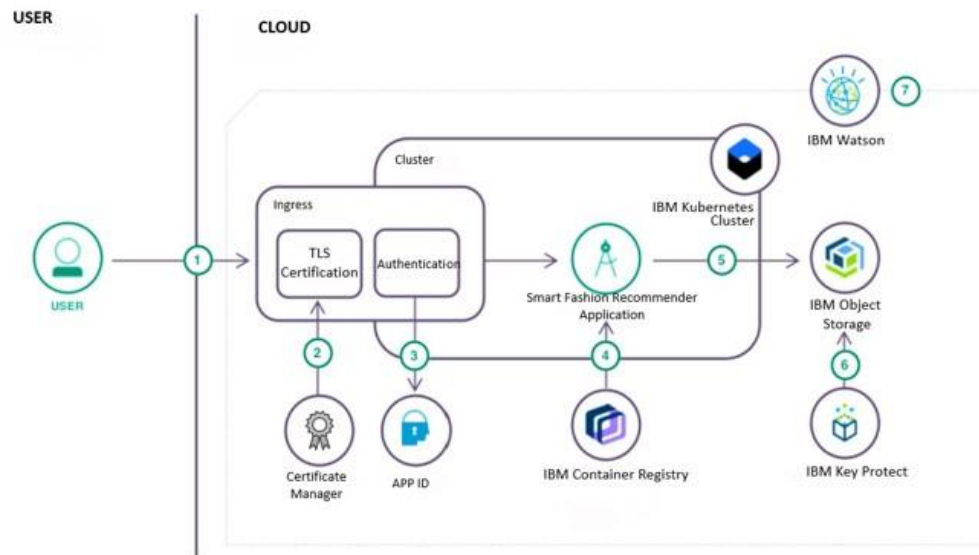 USER
CLOUD
7
IBM Watson
Cluster
IBM Kubernetes
Cluster
Ingress
TLS
Certification
Authentication
1
5
USER
Smart Fashion Recommender
Application
IBM Object
Storage
2
3
4
6
Certificate
Manager
APP ID
IBM Container Registry
IBM Key Protect